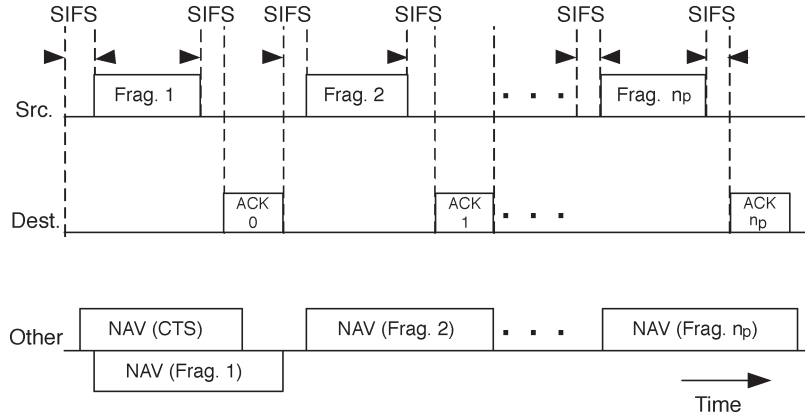 SIFS SIFS SIFS SIFS SIFS SIFS
Src. Frag. 1 Frag. 2 . . . Frag. np
Dest. ACK 0 ACK 1 . . . ACK np
Other NAV (CTS) NAV (Frag. 2) . . . NAV (Frag. np)
NAV (Frag. 1)
Time